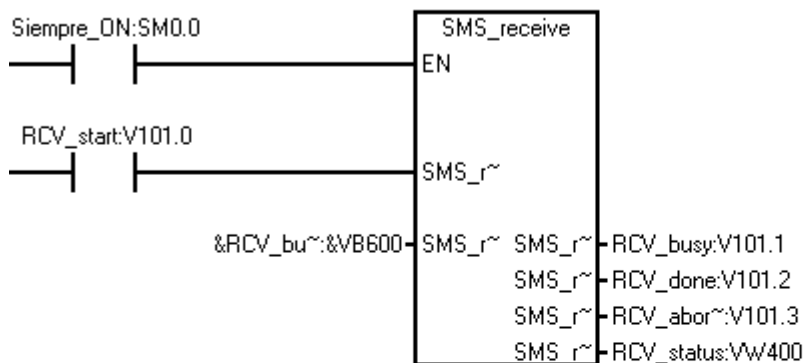 Siempre_ON:SM0.0
SMS_receive
EN
RCV_start:V101.0
SMS_r~
&RCV_bu~:&VB600 SMS_r~ SMS_r~ RCV_busy:V101.1
SMS_r~ RCV_done:V101.2
SMS_r~ RCV_abor~:V101.3
SMS_r~ RCV_status:VW400